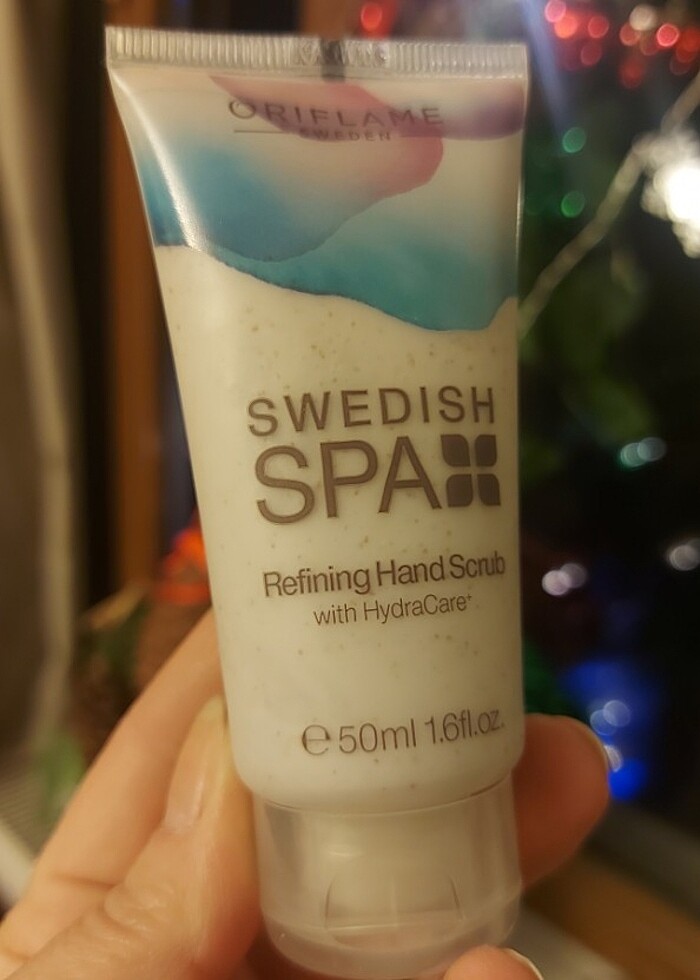 ORIFLAME
SWEDEN
SWEDISH
SPA
Refining Hand Scrub
with HydraCare+
℮ 50ml 1.6fl.oz.